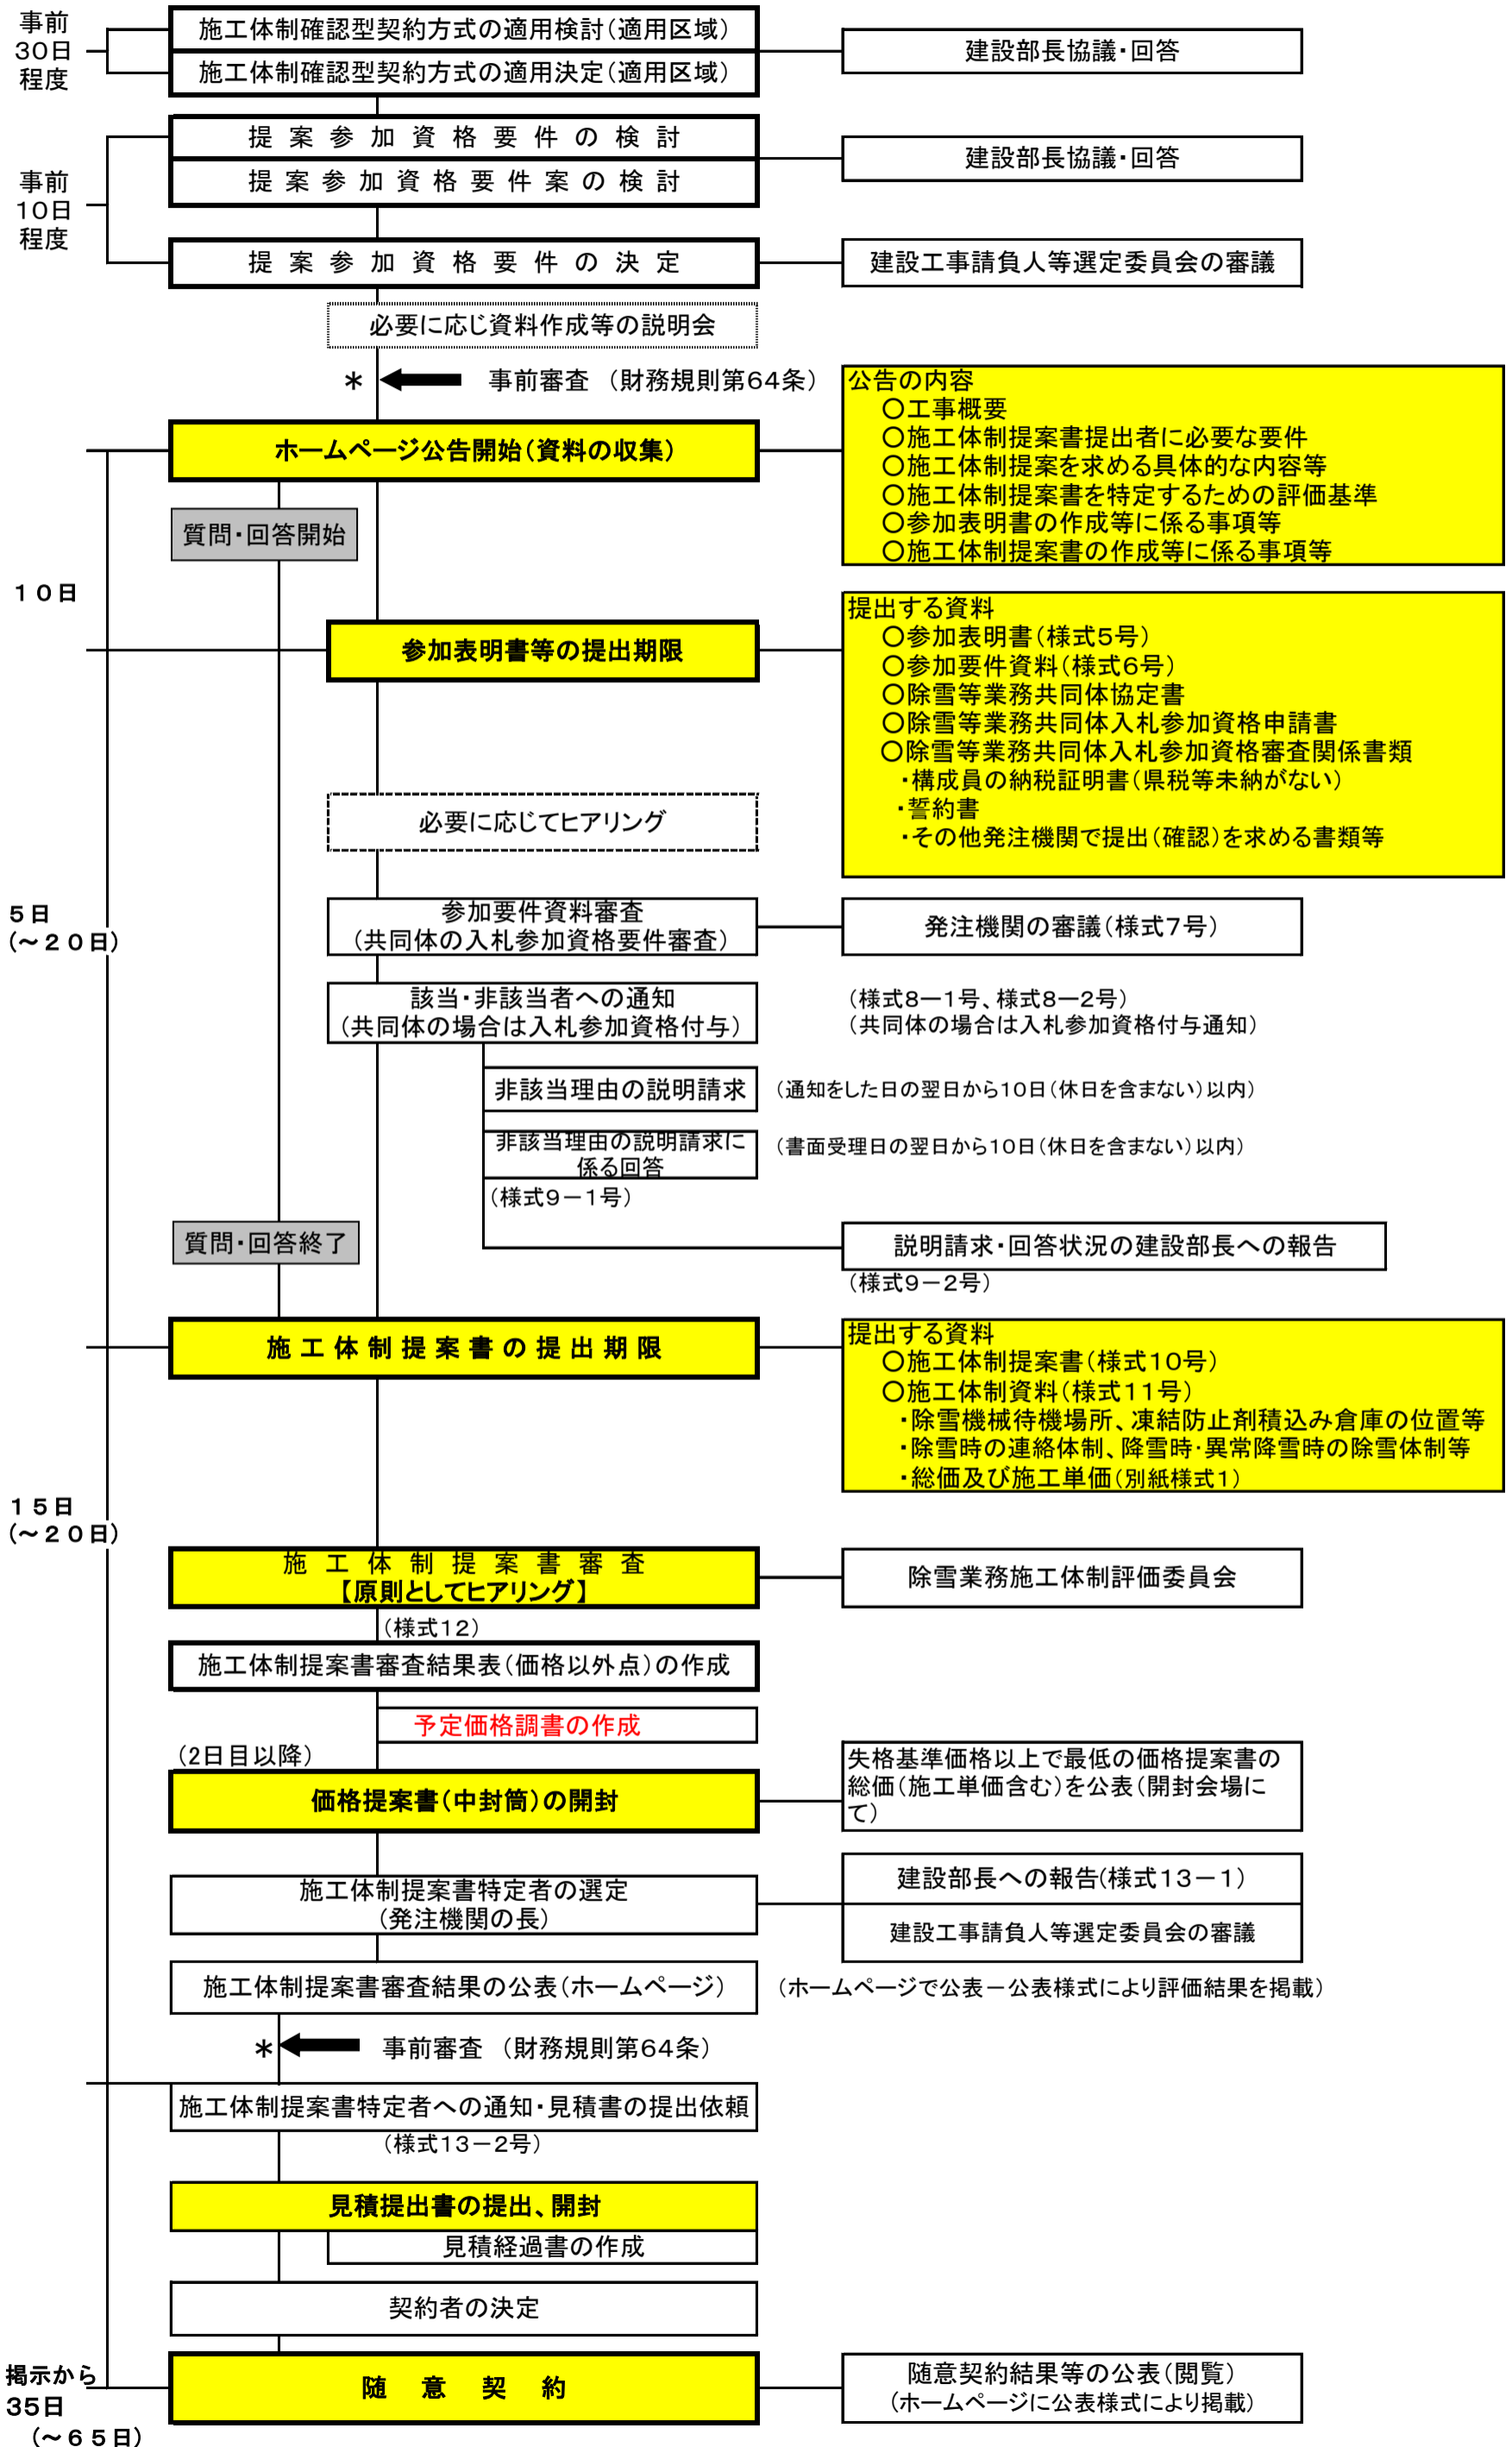 事前
30日
程度
施工体制確認型契約方式の適用検討(適用区域)
施工体制確認型契約方式の適用決定(適用区域)
建設部長協議・回答
事前
10日
程度
提案参加資格要件の検討
提案参加資格要件案の検討
建設部長協議・回答
提案参加資格要件の決定
建設工事請負人等選定委員会の審議
必要に応じ資料作成等の説明会
* 事前審査 (財務規則第64条)
ホームページ公告開始(資料の収集)
公告の内容
○工事概要
○施工体制提案書提出者に必要な要件
○施工体制提案を求める具体的な内容等
○施工体制提案書を特定するための評価基準
○参加表明書の作成等に係る事項等
○施工体制提案書の作成等に係る事項等
質問・回答開始
10日
参加表明書等の提出期限
提出する資料
○参加表明書(様式5号)
○参加要件資料(様式6号)
○除雪等業務共同体協定書
○除雪等業務共同体入札参加資格申請書
○除雪等業務共同体入札参加資格審査関係書類
・構成員の納税証明書(県税等未納がない)
・誓約書
・その他発注機関で提出(確認)を求める書類等
必要に応じてヒアリング
5日
(~20日)
参加要件資料審査
(共同体の入札参加資格要件審査)
発注機関の審議(様式7号)
該当・非該当者への通知
(共同体の場合は入札参加資格付与)
(様式8ー1号、様式8ー2号)
(共同体の場合は入札参加資格付与通知)
非該当理由の説明請求
(通知をした日の翌日から10日(休日を含まない)以内)
非該当理由の説明請求に
係る回答
(書面受理日の翌日から10日(休日を含まない)以内)
(様式9-1号)
質問・回答終了
説明請求・回答状況の建設部長への報告
(様式9-2号)
施工体制提案書の提出期限
提出する資料
○施工体制提案書(様式10号)
○施工体制資料(様式11号)
・除雪機械待機場所、凍結防止剤積込み倉庫の位置等
・除雪時の連絡体制、降雪時・異常降雪時の除雪体制等
・総価及び施工単価(別紙様式1)
15日
(~20日)
施工体制提案書審査
【原則としてヒアリング】
除雪業務施工体制評価委員会
(様式12)
施工体制提案書審査結果表(価格以外点)の作成
予定価格調書の作成
(2日目以降)
価格提案書(中封筒)の開封
失格基準価格以上で最低の価格提案書の
総価(施工単価含む)を公表(開封会場に
て)
施工体制提案書特定者の選定
(発注機関の長)
建設部長への報告(様式13-1)
建設工事請負人等選定委員会の審議
施工体制提案書審査結果の公表(ホームページ)
(ホームページで公表-公表様式により評価結果を掲載)
* 事前審査 (財務規則第64条)
施工体制提案書特定者への通知・見積書の提出依頼
(様式13-2号)
見積提出書の提出、開封
見積経過書の作成
契約者の決定
掲示から
35日
(~65日)
随意契約
随意契約結果等の公表(閲覧)
(ホームページに公表様式により掲載)